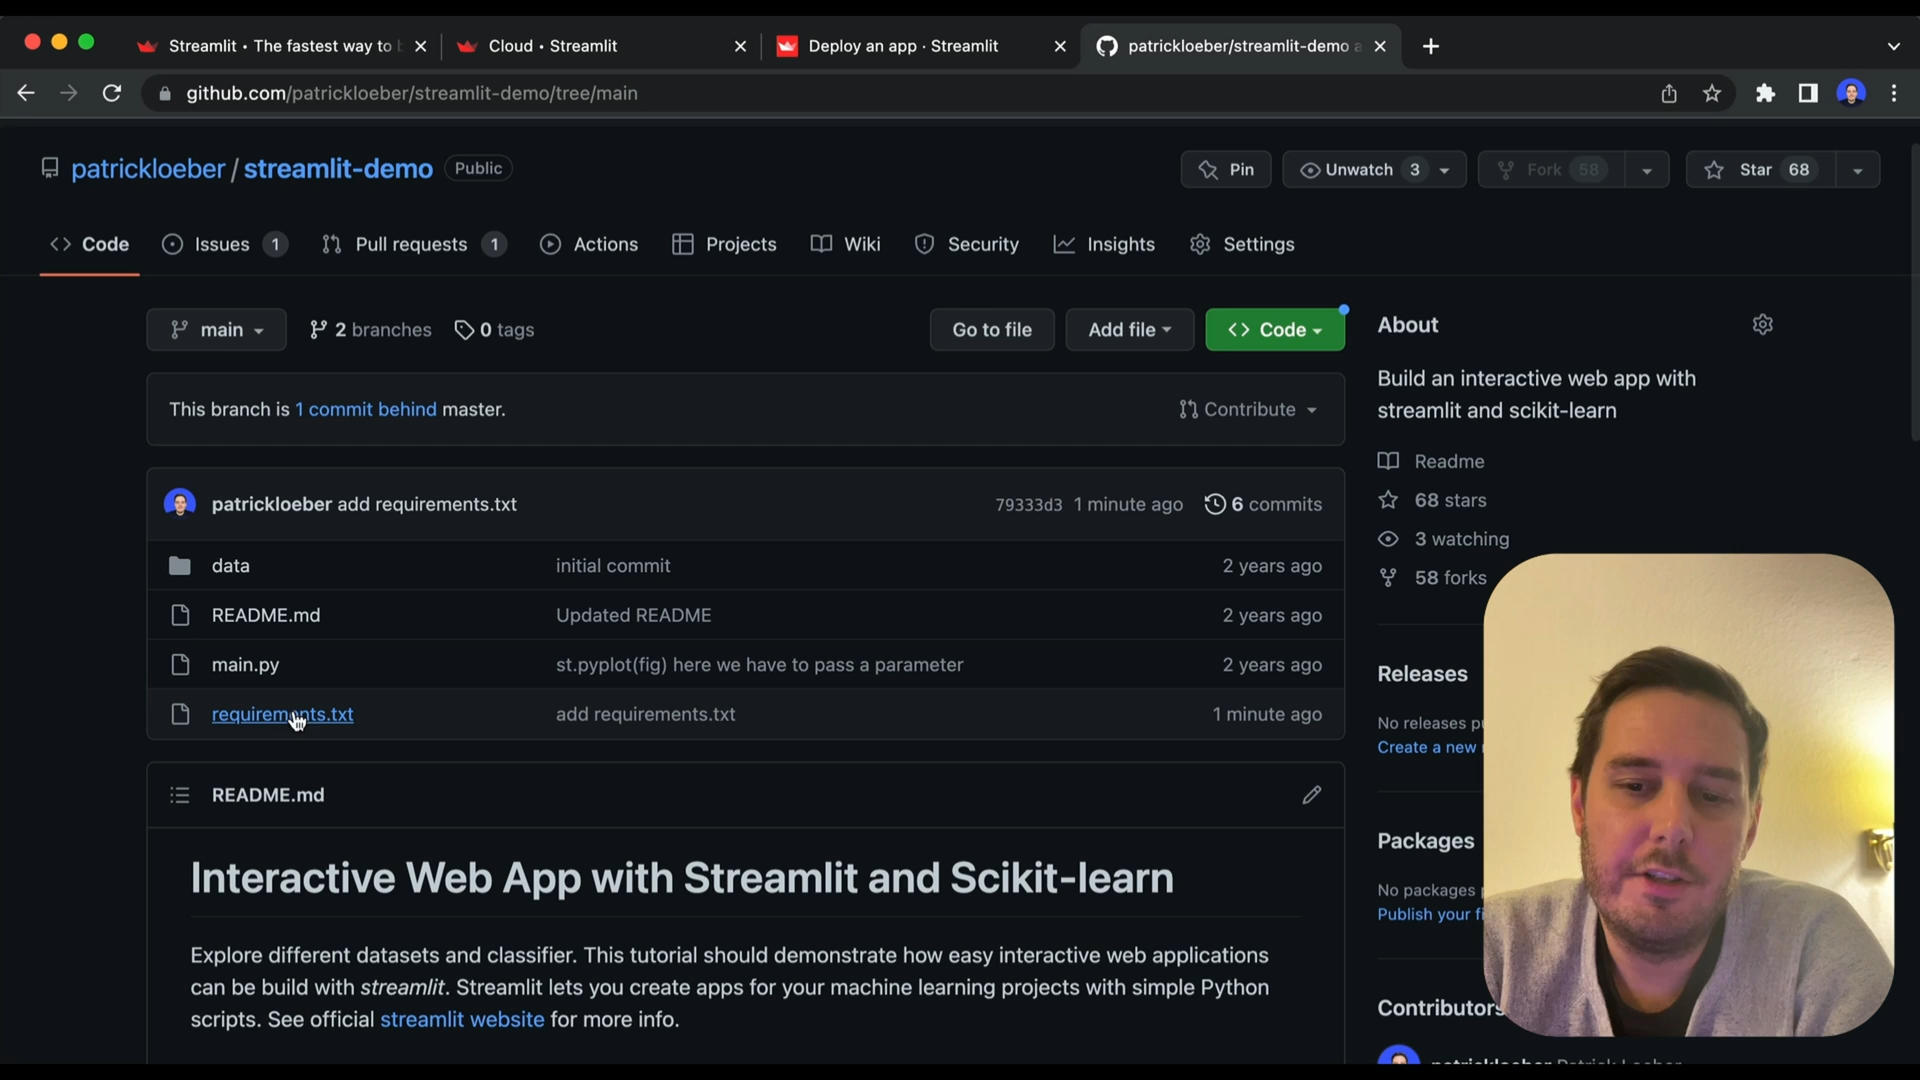 Streamlit • The fastest way to b
Cloud • Streamlit
Deploy an app · Streamlit
patrickloeber/streamlit-demo a
github.com/patrickloeber/streamlit-demo/tree/main
patrickloeber / streamlit-demo Public
Pin
Unwatch 3
Fork 58
Star 68
Code
Issues 1
Pull requests 1
Actions
Projects
Wiki
Security
Insights
Settings
main
2 branches
0 tags
Go to file
Add file
Code
This branch is 1 commit behind master.
Contribute
patrickloeber add requirements.txt
79333d3 1 minute ago
6 commits
data initial commit 2 years ago
README.md Updated README 2 years ago
main.py st.pyplot(fig) here we have to pass a parameter 2 years ago
requirements.txt add requirements.txt 1 minute ago
README.md
Interactive Web App with Streamlit and Scikit-learn
Explore different datasets and classifier. This tutorial should demonstrate how easy interactive web applications
can be build with streamlit. Streamlit lets you create apps for your machine learning projects with simple Python
scripts. See official streamlit website for more info.
About
Build an interactive web app with
streamlit and scikit-learn
Readme
68 stars
3 watching
58 forks
Releases
No releases p
Create a new
Packages
No packages
Publish your fi
Contributors